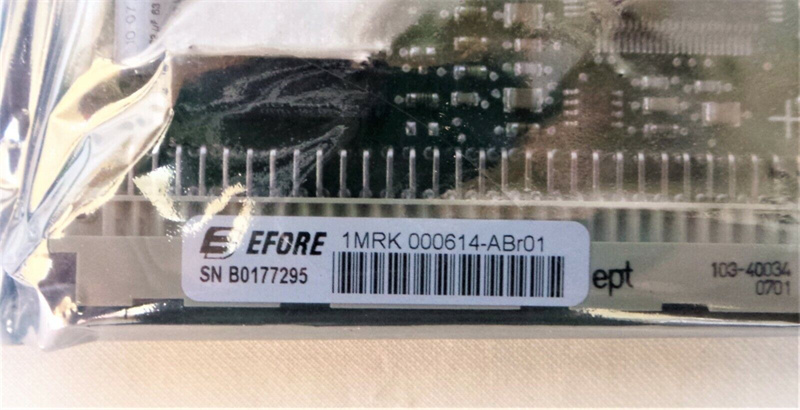 EFORE 1MRK 000614-ABr01
SN B0177295
ept
103-40034
0701